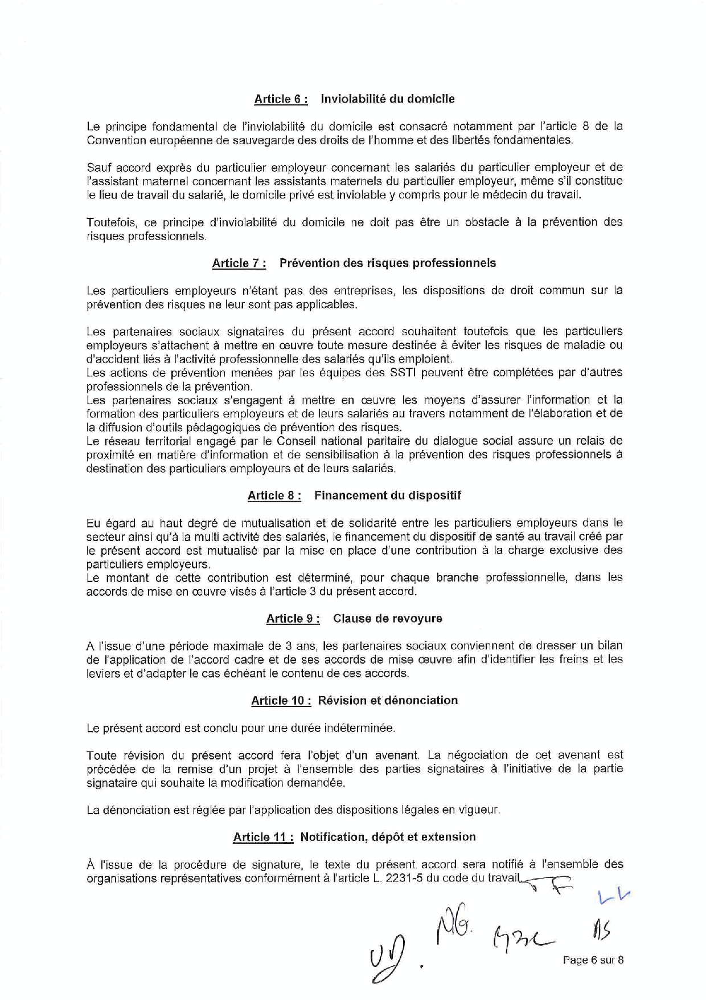 Article 6 : Inviolabilité du domicile
Le principe fondamental de l'inviolabilité du domicile est consacré notamment par l'article 8 de la
Convention européenne de sauvegarde des droits de l'homme et des libertés fondamentales.
Sauf accord exprès du particulier employeur concernant les salariés du particulier employeur et de
l'assistant maternel concernant les assistants maternels du particulier employeur, même s'il constitue
le lieu de travail du salarié, le domicile privé est inviolable y compris pour le médecin du travail.
Toutefois, ce principe d'inviolabilité du domicile ne doit pas être un obstacle à la prévention des
risques professionnels.
Article 7 : Prévention des risques professionnels
Les particuliers employeurs n'étant pas des entreprises, les dispositions de droit commun sur la
prévention des risques ne leur sont pas applicables.
Les partenaires sociaux signataires du présent accord souhaitent toutefois que les particuliers
employeurs s'attachent à mettre en œuvre toute mesure destinée à éviter les risques de maladie ou
d'accident liés à l'activité professionnelle des salariés qu'ils emploient.
Les actions de prévention menées par les équipes des SSTI peuvent être complétées par d'autres
professionnels de la prévention.
Les partenaires sociaux s'engagent à mettre en œuvre les moyens d'assurer l'information et la
formation des particuliers employeurs et de leurs salariés au travers notamment de l'élaboration et de
la diffusion d'outils pédagogiques de prévention des risques.
Le réseau territorial engagé par le Conseil national paritaire du dialogue social assure un relais de
proximité en matière d'information et de sensibilisation à la prévention des risques professionnels à
destination des particuliers employeurs et de leurs salariés.
Article 8 : Financement du dispositif
Eu égard au haut degré de mutualisation et de solidarité entre les particuliers employeurs dans le
secteur ainsi qu'à la multi activité des salariés, le financement du dispositif de santé au travail créé par
le présent accord est mutualisé par la mise en place d'une contribution à la charge exclusive des
particuliers employeurs.
Le montant de cette contribution est déterminé, pour chaque branche professionnelle, dans les
accords de mise en œuvre visés à l'article 3 du présent accord.
Article 9 : Clause de revoyure
A l'issue d'une période maximale de 3 ans, les partenaires sociaux conviennent de dresser un bilan
de l'application de l'accord cadre et de ses accords de mise œuvre afin d'identifier les freins et les
leviers et d'adapter le cas échéant le contenu de ces accords.
Article 10 : Révision et dénonciation
Le présent accord est conclu pour une durée indéterminée.
Toute révision du présent accord fera l'objet d'un avenant. La négociation de cet avenant est
précédée de la remise d'un projet à l'ensemble des parties signataires à l'initiative de la partie
signataire qui souhaite la modification demandée.
La dénonciation est réglée par l'application des dispositions légales en vigueur.
Article 11 : Notification, dépôt et extension
À l'issue de la procédure de signature, le texte du présent accord sera notifié à l'ensemble des
organisations représentatives conformément à l'article L. 2231-5 du code du travail.
NG.
AS
Page 6 sur 8